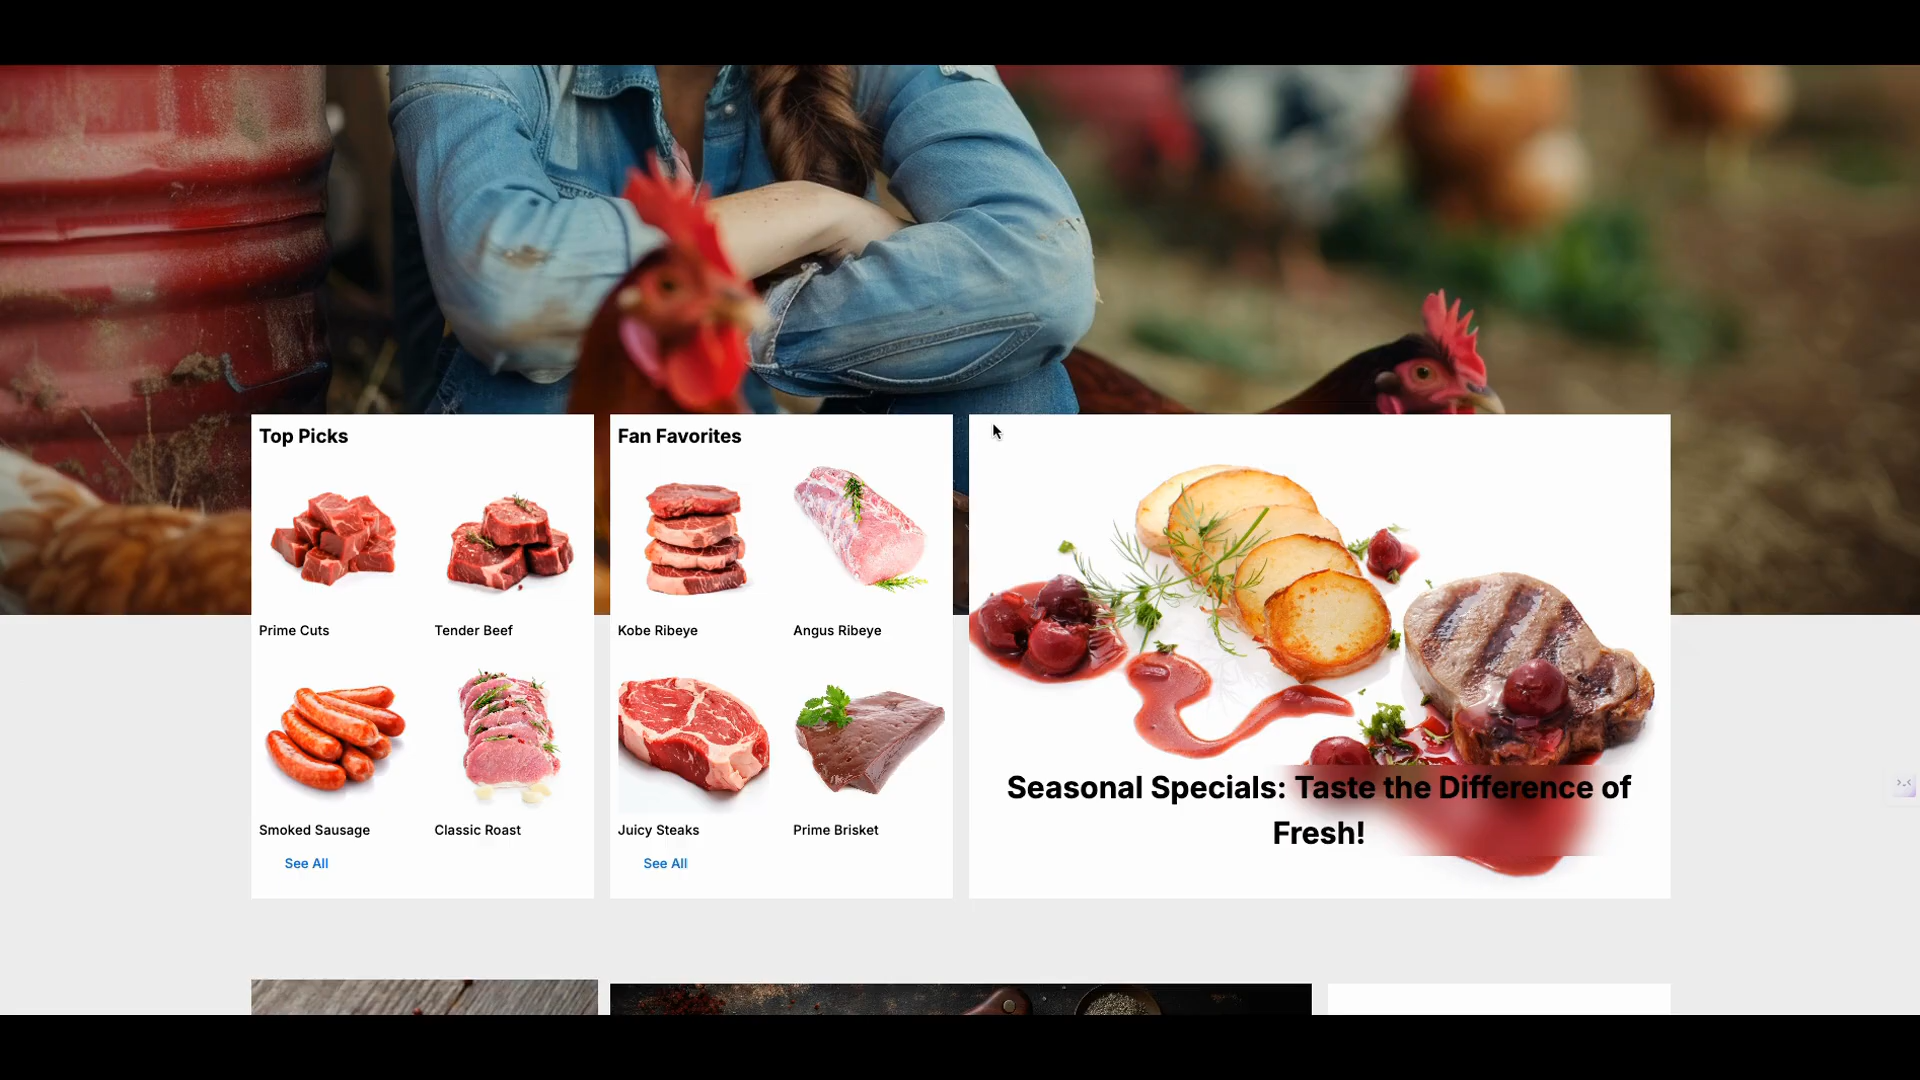 Top Picks
Prime Cuts
Tender Beef
Smoked Sausage
Classic Roast
See All
Fan Favorites
Kobe Ribeye
Angus Ribeye
Juicy Steaks
Prime Brisket
See All
Seasonal Specials: Taste the Difference of
Fresh!